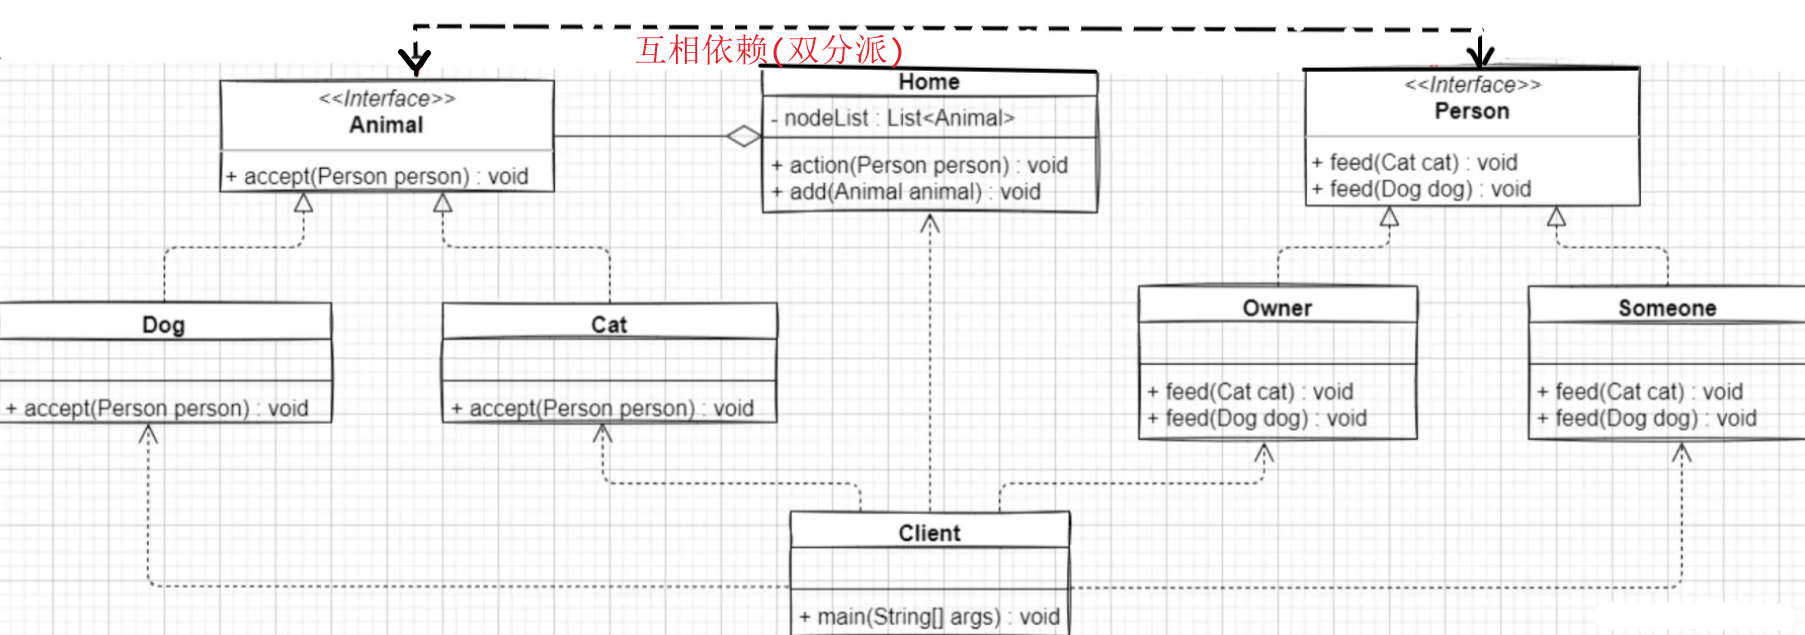 互相依赖(双分派)
<<Interface>>
Animal
+ accept(Person person) : void
Home
- nodeList : List<Animal>
+ action(Person person) : void
+ add(Animal animal) : void
<<Interface>>
Person
+ feed(Cat cat) : void
+ feed(Dog dog) : void
Dog
+ accept(Person person) : void
Cat
+ accept(Person person) : void
Owner
+ feed(Cat cat) : void
+ feed(Dog dog) : void
Someone
+ feed(Cat cat) : void
+ feed(Dog dog) : void
Client
+ main(String[] args) : void